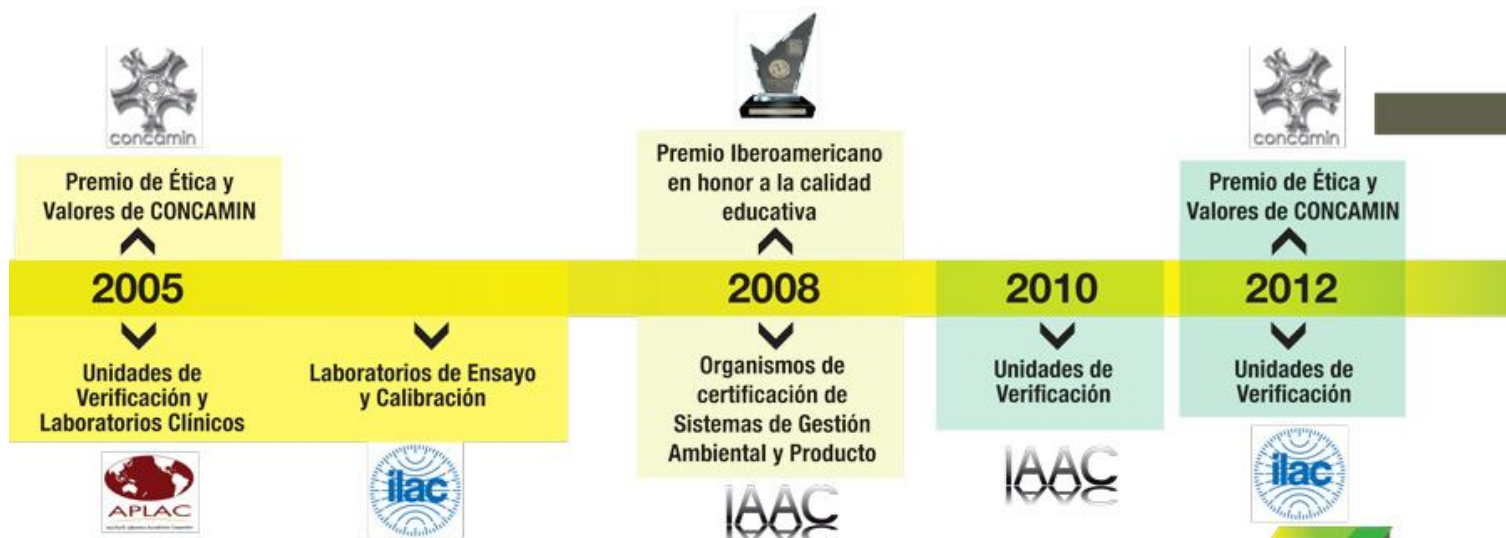 concamin
Premio de Ética y
Valores de CONCAMIN
2005
Unidades de
Verificación y
Laboratorios Clínicos
APLAC
Laboratorios de Ensayo
y Calibración
ilac
Premio Iberoamericano
en honor a la calidad
educativa
2008
Organismos de
certificación de
Sistemas de Gestión
Ambiental y Producto
IAAC
2010
Unidades de
Verificación
IAAC
concamin
Premio de Ética y
Valores de CONCAMIN
2012
Unidades de
Verificación
ilac